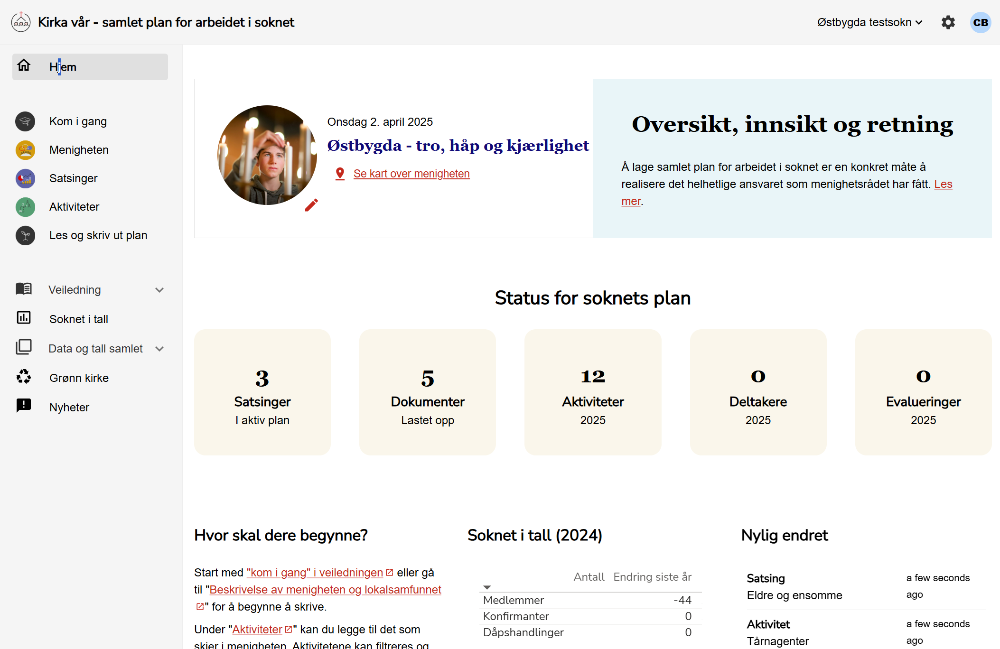 Kirka vår - samlet plan for arbeidet i soknet
Østbygda testsokn
CB
Hjem
Kom i gang
Menigheten
Satsinger
Aktiviteter
Les og skriv ut plan
Veiledning
Soknet i tall
Data og tall samlet
Grønn kirke
Nyheter
Onsdag 2. april 2025
Østbygda - tro, håp og kjærlighet
Se kart over menigheten
Oversikt, innsikt og retning
Å lage samlet plan for arbeidet i soknet er en konkret måte å
realisere det helhetlige ansvaret som menighetsrådet har fått. Les
mer.
Status for soknets plan
3
Satsinger
I aktiv plan
5
Dokumenter
Lastet opp
12
Aktiviteter
2025
0
Deltakere
2025
0
Evalueringer
2025
Hvor skal dere begynne?
Start med "kom i gang" i veiledningen eller gå
til "Beskrivelse av menigheten og lokalsamfunnet
" for å begynne å skrive.
Under "Aktiviteter" kan du legge til det som
skjer i menigheten. Aktivitetene kan filtreres og
Soknet i tall (2024)
Antall Endring siste år
Medlemmer -44
Konfirmanter 0
Dåpshandlinger 0
Nylig endret
Satsing
Eldre og ensomme
a few seconds
ago
Aktivitet
Tårnagenter
a few seconds
ago